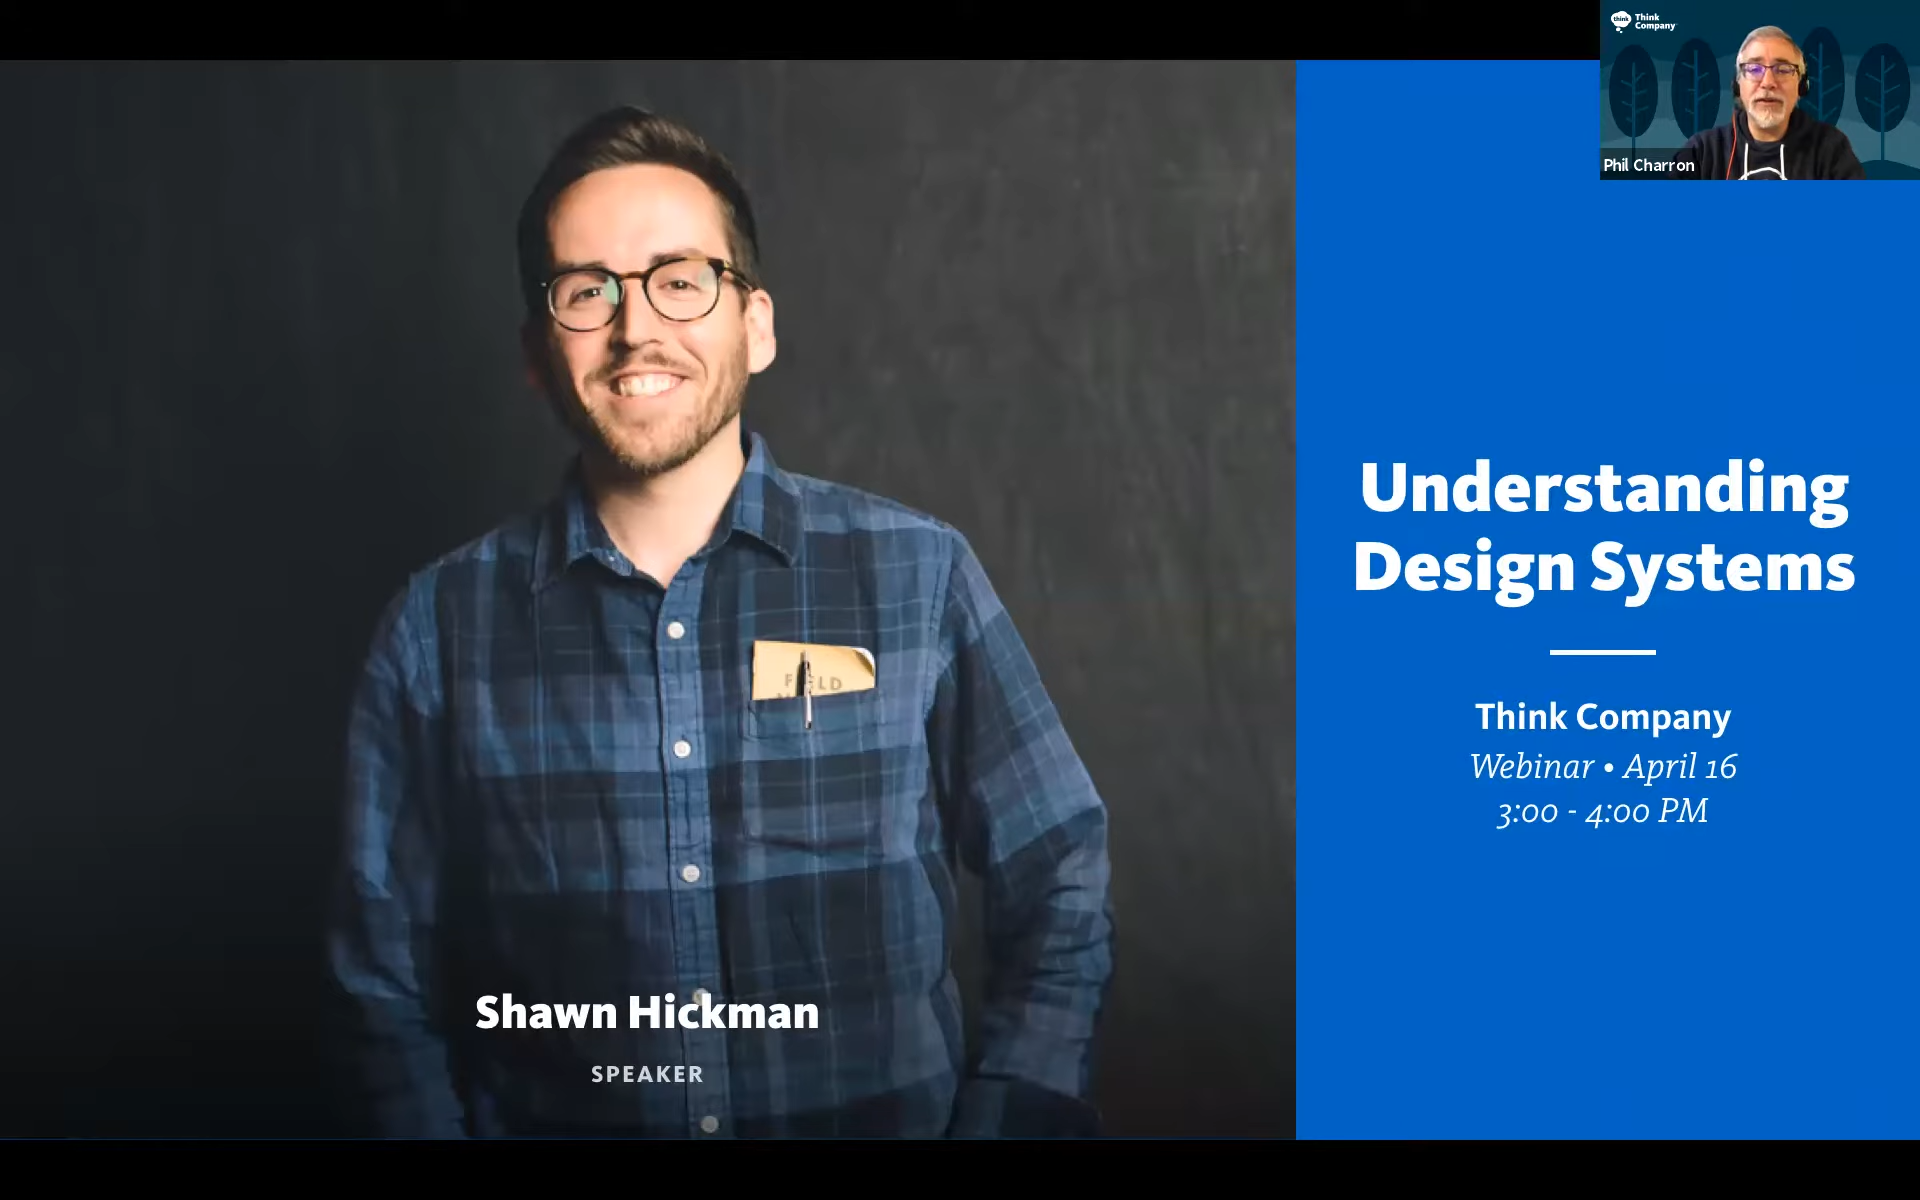 think
Think
Company
Phil Charron
Understanding
Design Systems
Think Company
Webinar • April 16
3:00 - 4:00 PM
Shawn Hickman
SPEAKER